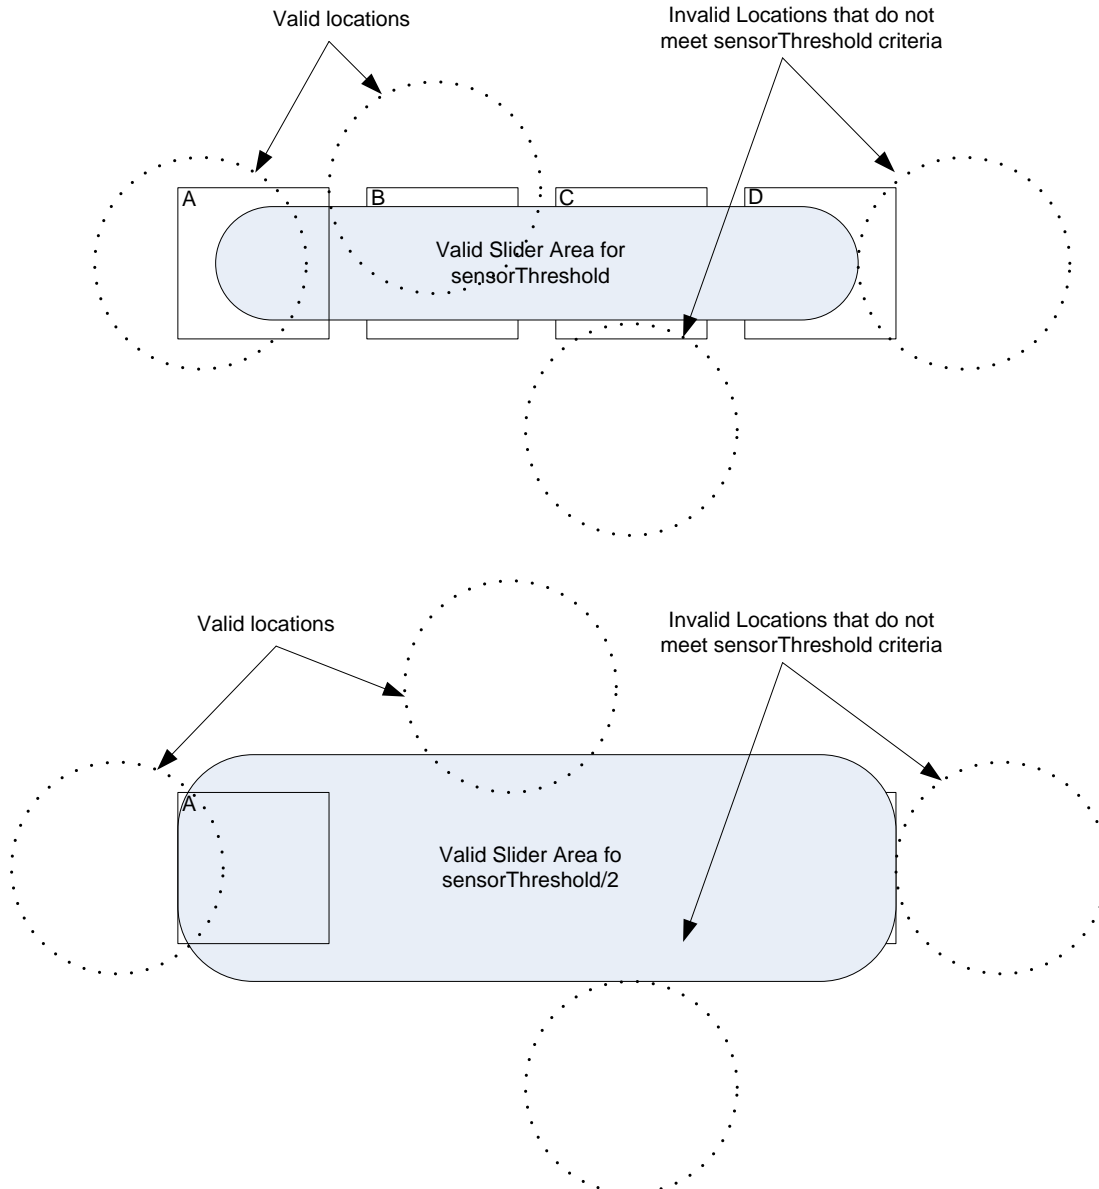 Valid locations
Invalid Locations that do not
meet sensorThreshold criteria
A
B
C
D
Valid Slider Area for
sensorThreshold
Valid locations
Invalid Locations that do not
meet sensorThreshold criteria
A
Valid Slider Area fo
sensorThreshold/2